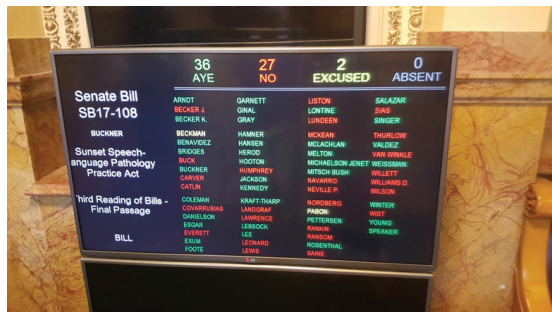 36 27 2 0
AYE NO EXCUSED ABSENT
Senate Bill
SB17-108
BUCKNER
Sunset Speech-
anguage Pathology
Practice Act
hird Reading of Bills -
Final Passage
BILL
ARNDT
BECKER J.
BECKER K.
BECKMAN
BENAVIDEZ
BRIDGES
BUCK
BUCKNER
CARVER
CATLIN
COLEMAN
COVARRUBIAS
DANIELSON
ESGAR
EVERETT
EXUM
FOOTE
GARNETT
GINAL
GRAY
HAMNER
HANSEN
HEROD
HOOTON
HUMPHREY
JACKSON
KENNEDY
KRAFT-THARP
LANDGRAF
LAWRENCE
LEBSOCK
LEE
LEONARD
LEWIS
LISTON
LONTINE
LUNDEEN
MCKEAN
MCLACHLAN
MELTON
MICHAELSON JENET
MITSCH BUSH
NAVARRO
NEVILLE P.
NORDBERG
PABON
PETTERSEN
RANKIN
RANSOM
ROSENTHAL
SAINE
SALAZAR
SIAS
SINGER
THURLOW
VALDEZ
VAN WINKLE
WEISSMAN
WILLETT
WILLIAMS D.
WILSON
WINTER
WIST
YOUNG
SPEAKER